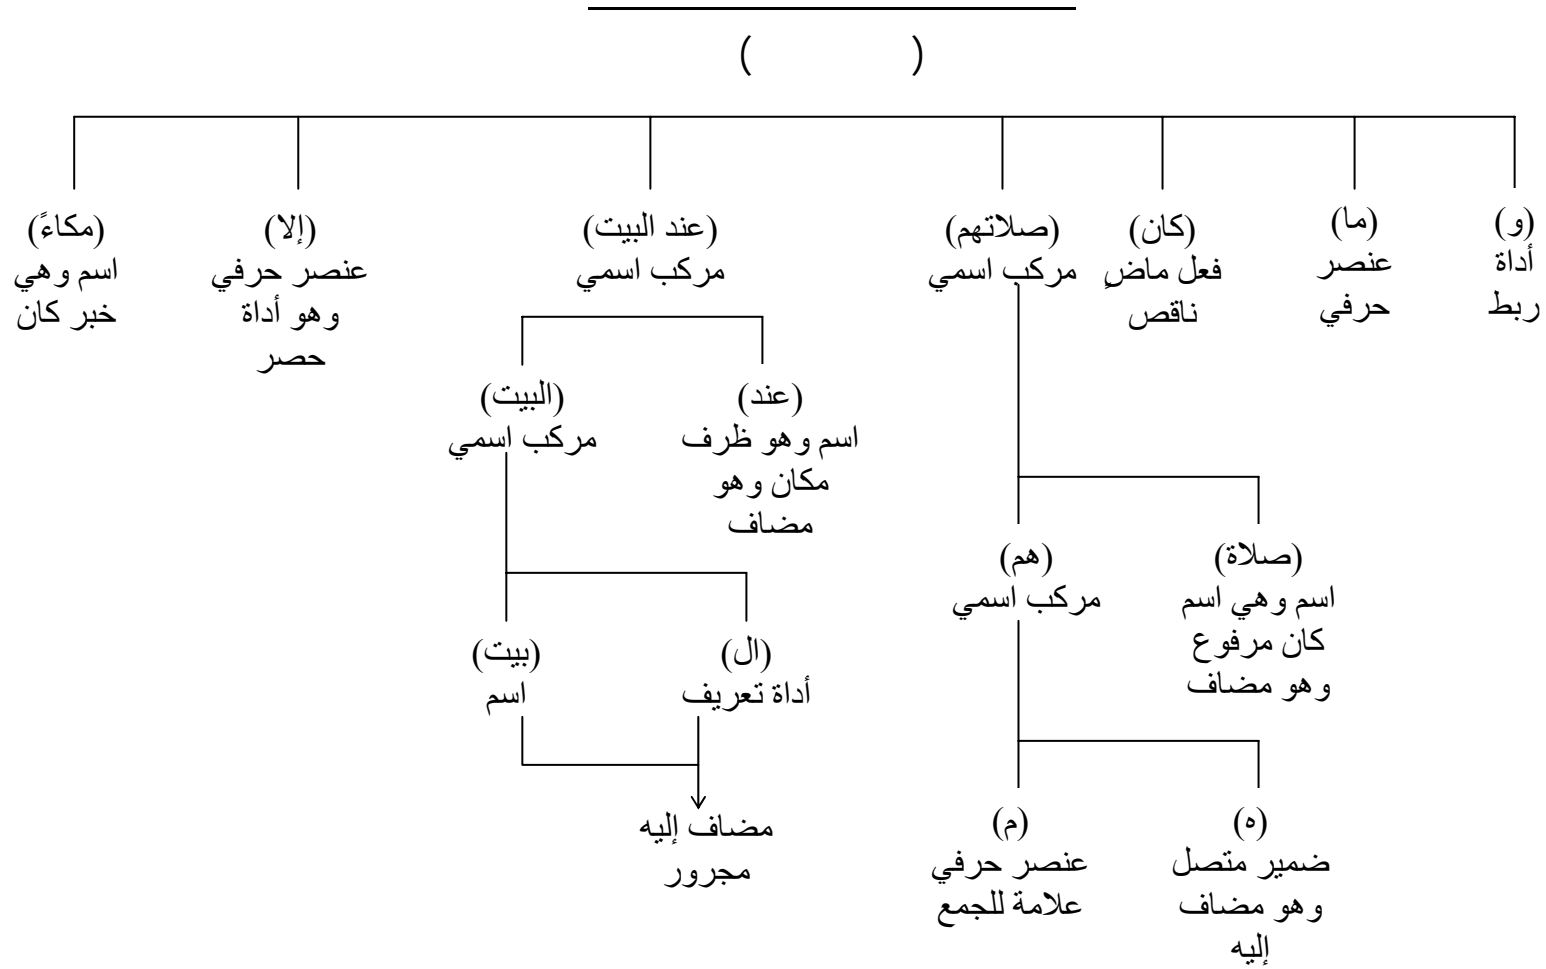 ( )
(و)
أداة
ربط
(ما)
عنصر
حرفي
(كان)
فعل ماضٍ
ناقص
(صلاتهم)
مركب اسمي
(عند البيت)
مركب اسمي
(إلا)
عنصر حرفي
وهو أداة
حصر
(مكاءً)
اسم وهي
خبر كان
(عند)
اسم وهو ظرف
مكان وهو
مضاف
(البيت)
مركب اسمي
(صلاة)
اسم وهي اسم
كان مرفوع
وهو مضاف
(هم)
مركب اسمي
(ال)
أداة تعريف
(بيت)
اسم
مضاف إليه
مجرور
(ه)
ضمير متصل
وهو مضاف
إليه
(م)
عنصر حرفي
علامة للجمع